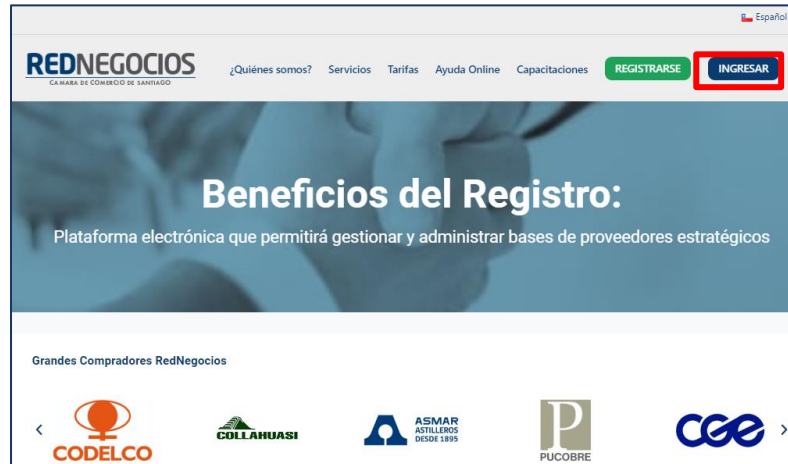 Español
REDNEGOCIOS
CAMARA DE COMERCIO DE SANTIAGO
¿Quiénes somos? Servicios Tarifas Ayuda Online Capacitaciones REGISTRARSE INGRESAR
Beneficios del Registro:
Plataforma electrónica que permitirá gestionar y administrar bases de proveedores estratégicos
Grandes Compradores RedNegocios
CODELCO
COLLAHUASI
ASMAR
ASTILLEROS
DESDE 1895
P
PUCOBRE
CGE